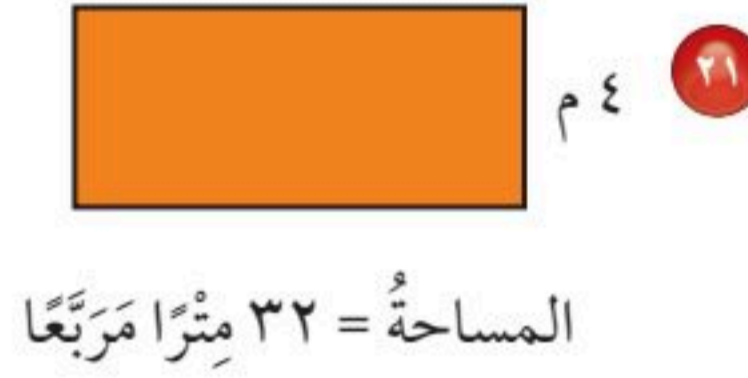 ٢١
٤ م
المساحةُ = ٣٢ مِتْرًا مَرَبَّعًا